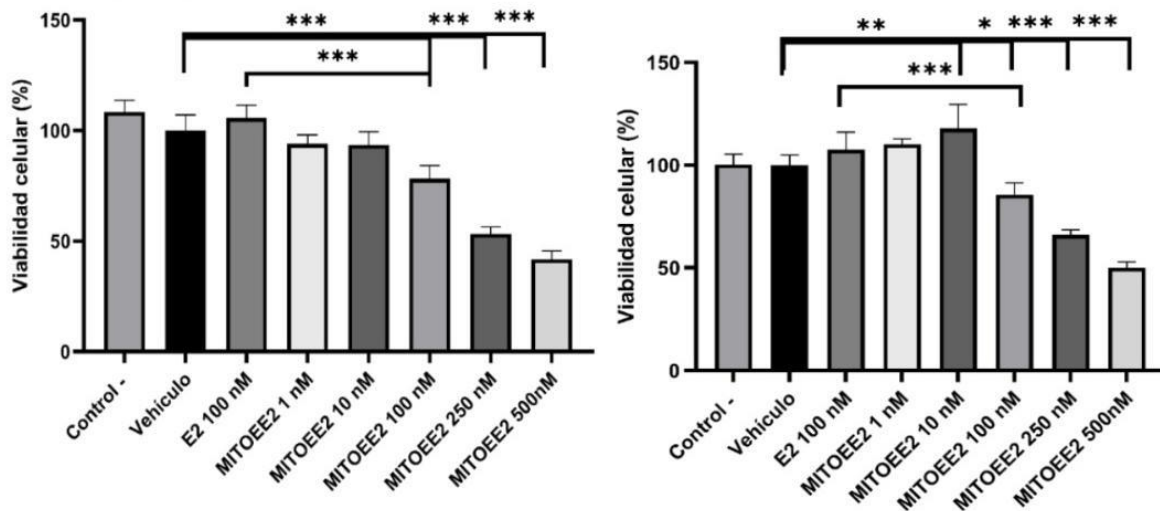 *** *** ***
***
Viabilidad celular (%)
150
100
50
0
Control -
Vehículo
E2 100 nM
MITOEE2 1 nM
MITOEE2 10 nM
MITOEE2 100 nM
MITOEE2 250 nM
MITOEE2 500nM
** * *** ***
***
Viabilidad celular (%)
150
100
50
0
Control -
Vehículo
E2 100 nM
MITOEE2 1 nM
MITOEE2 10 nM
MITOEE2 100 nM
MITOEE2 250 nM
MITOEE2 500nM